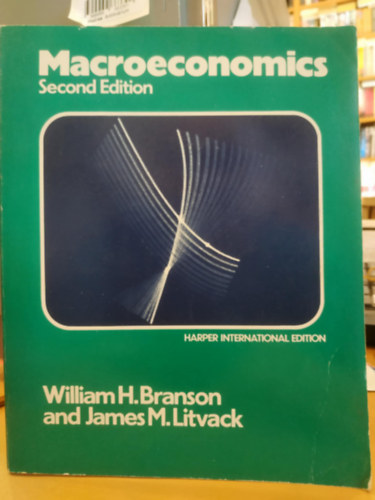 Macroeconomics
Second Edition
HARPER INTERNATIONAL EDITION
William H. Branson
and James M. Litvack